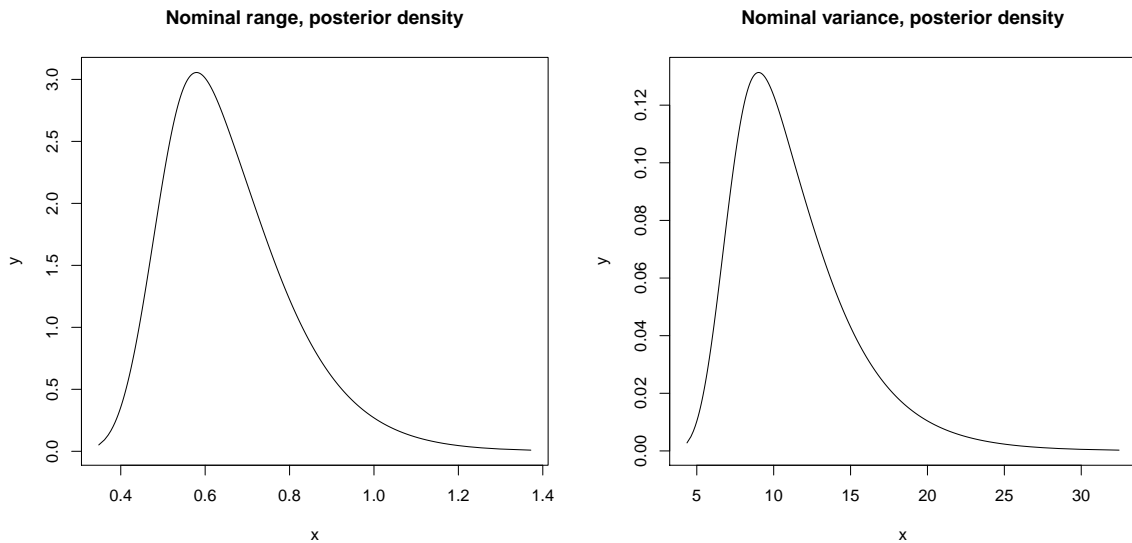 Nominal range, posterior density
3.0
2.5
2.0
1.5
1.0
0.5
0.0
y
0.4 0.6 0.8 1.0 1.2 1.4
x
Nominal variance, posterior density
0.12
0.10
0.08
0.06
0.04
0.02
0.00
y
5 10 15 20 25 30
x